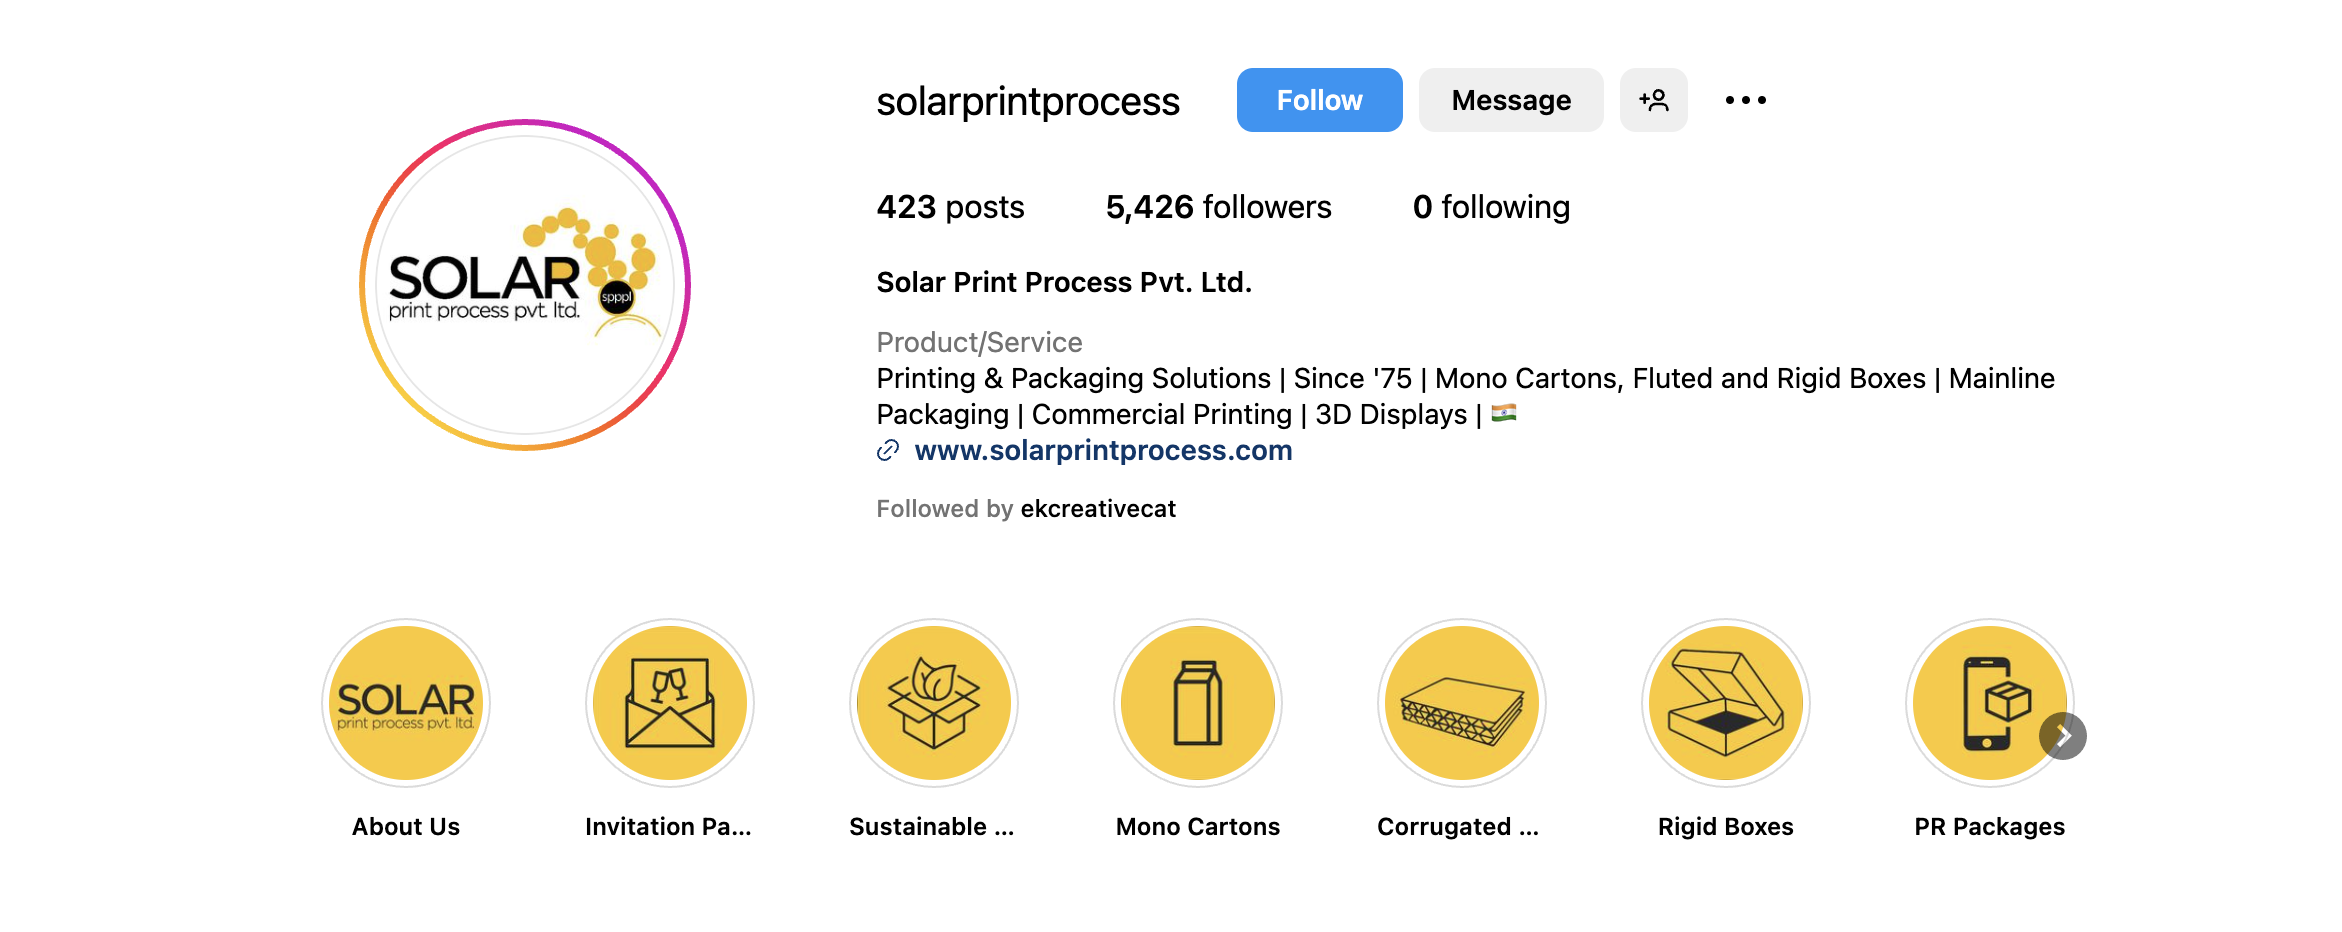 solarprintprocess Follow Message
423 posts 5,426 followers 0 following
SOLAR
print process pvt. ltd.
spppl
Solar Print Process Pvt. Ltd.
Product/Service
Printing & Packaging Solutions | Since '75 | Mono Cartons, Fluted and Rigid Boxes | Mainline
Packaging | Commercial Printing | 3D Displays | 🇮🇳
www.solarprintprocess.com
Followed by ekcreativecat
SOLAR
print process pvt. ltd.
About Us Invitation Pa... Sustainable ... Mono Cartons Corrugated ... Rigid Boxes PR Packages